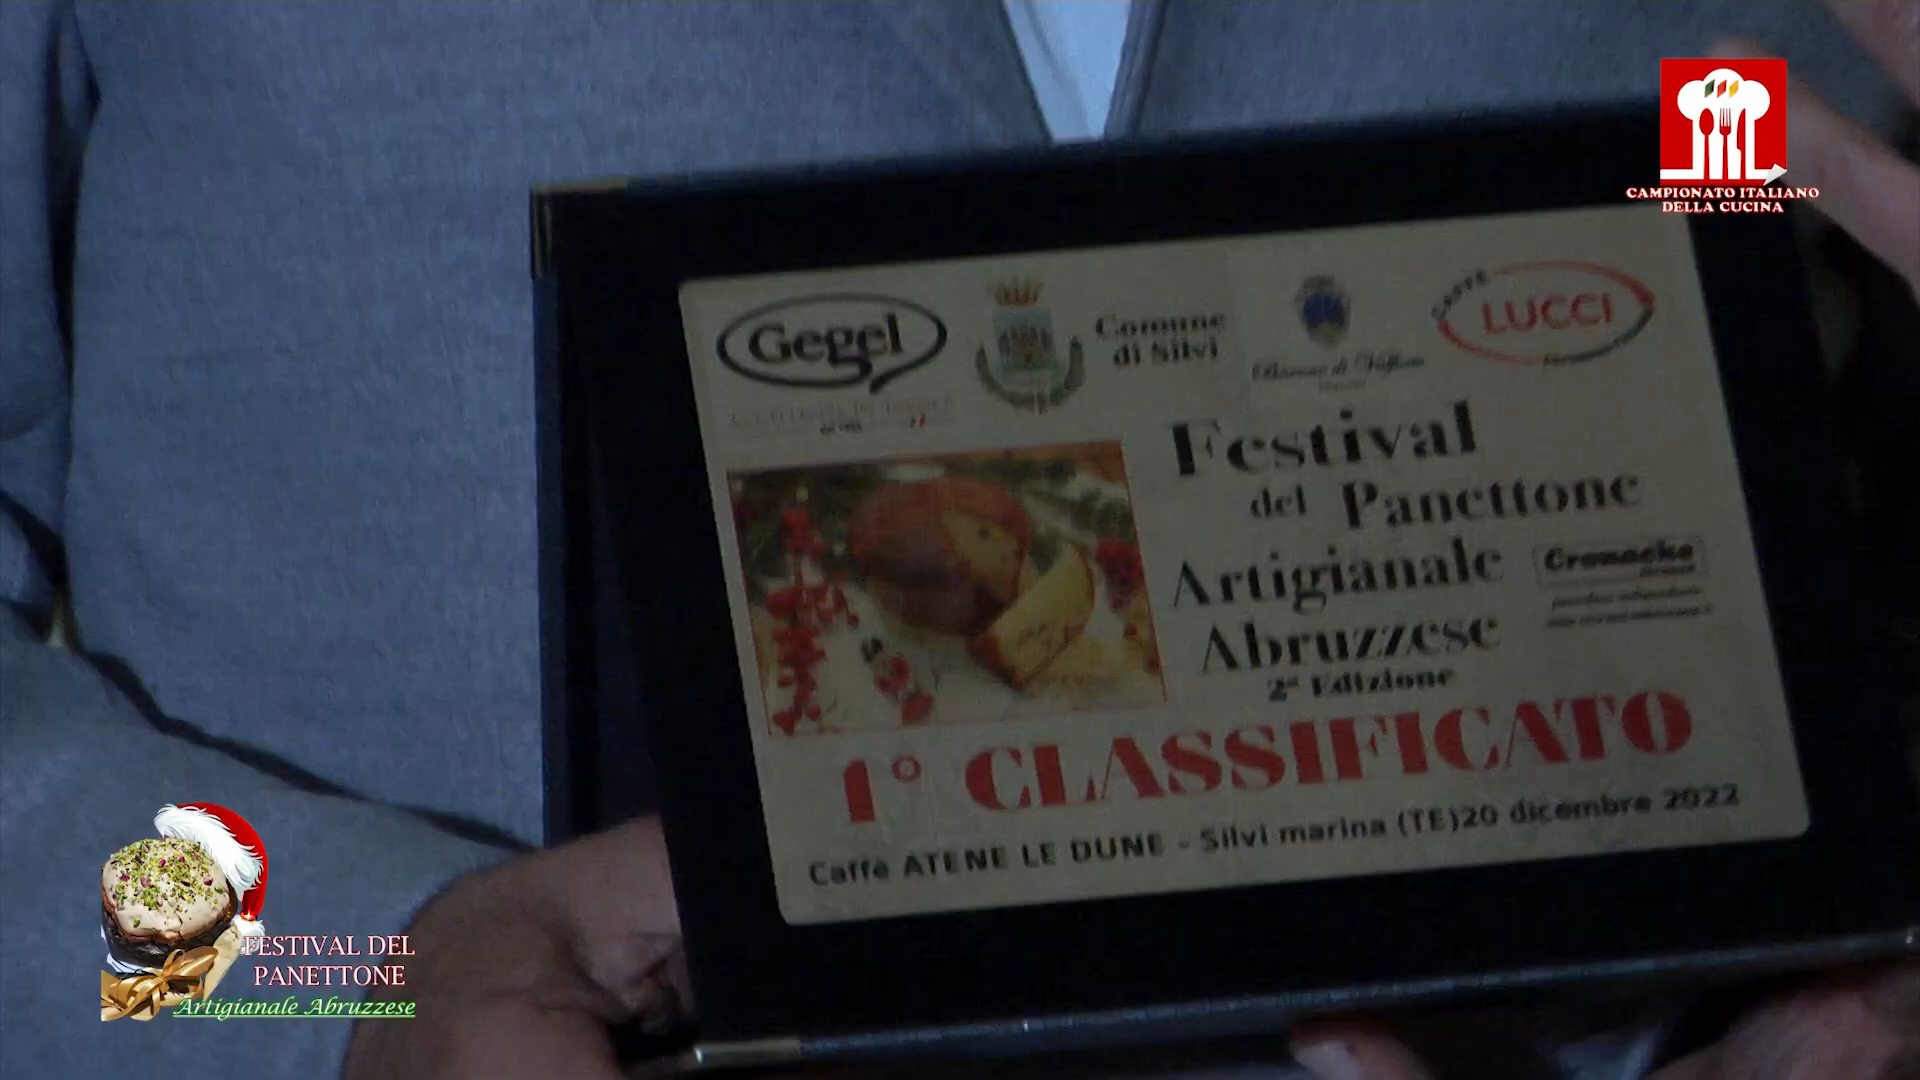 CAMPIONATO ITALIANO
DELLA CUCINA
Gegel
Comune
di Silvi
CAFFÈ
LUCCI
Festival
del Panettone
Artigianale
Cronache
Abruzzese
2ª Edizione
1° CLASSIFICATO
Caffè ATENE LE DUNE - Silvi marina (TE)20 dicembre 2022
FESTIVAL DEL
PANETTONE
Artigianale Abruzzese